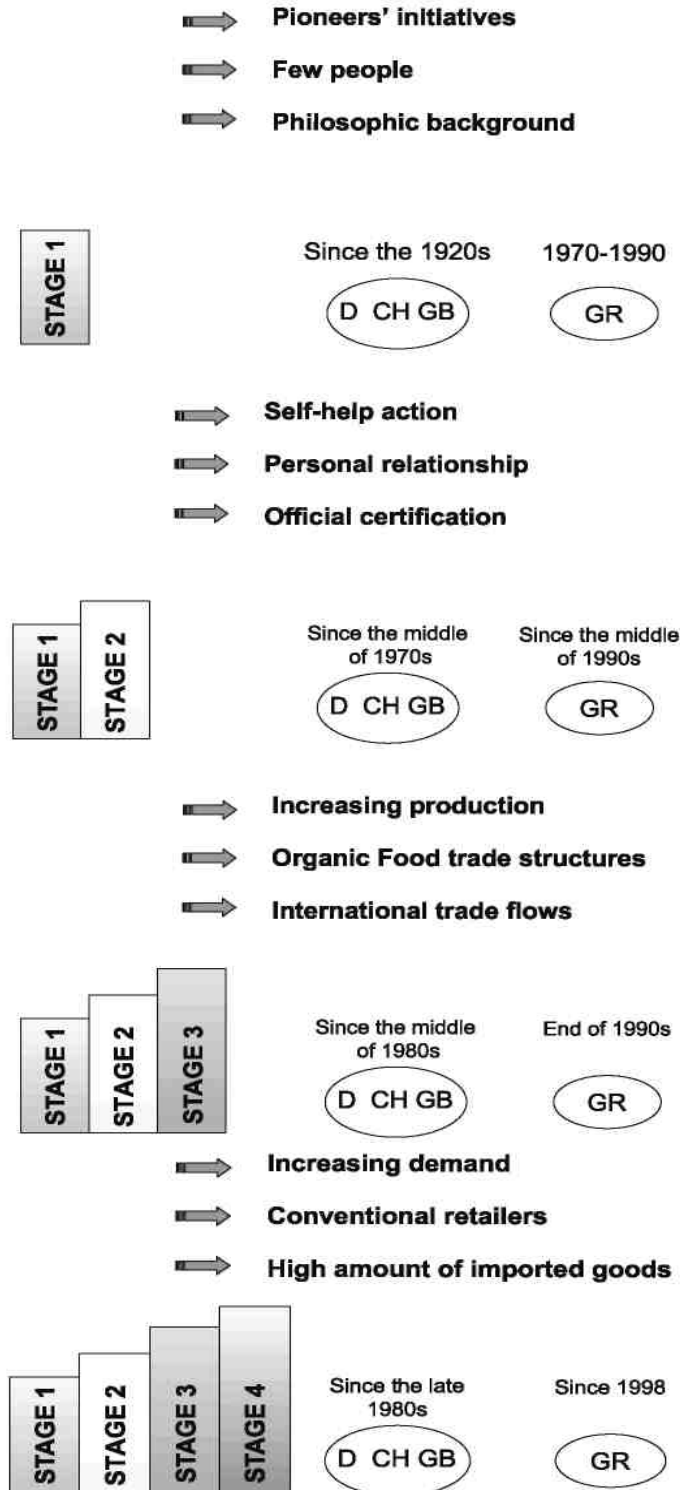 Pioneers' initiatives
Few people
Philosophic background
STAGE 1
Since the 1920s
1970-1990
D CH GB
GR
Self-help action
Personal relationship
Official certification
STAGE 1
STAGE 2
Since the middle
of 1970s
Since the middle
of 1990s
D CH GB
GR
Increasing production
Organic Food trade structures
International trade flows
STAGE 1
STAGE 2
STAGE 3
Since the middle
of 1980s
End of 1990s
D CH GB
GR
Increasing demand
Conventional retailers
High amount of imported goods
STAGE 1
STAGE 2
STAGE 3
STAGE 4
Since the late
1980s
Since 1998
D CH GB
GR